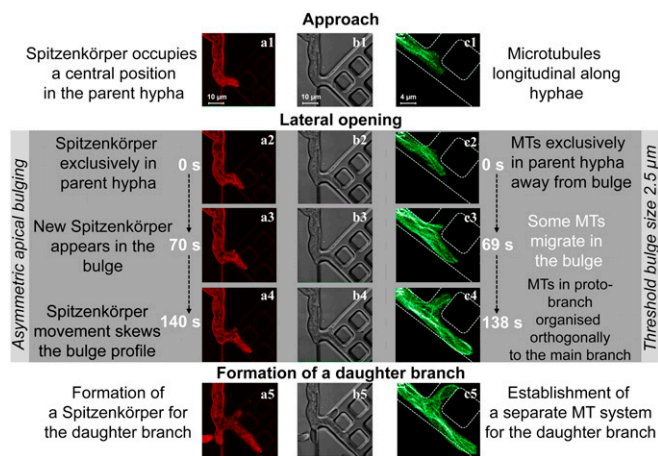 Approach
Spitzenkörper occupies
a central position
in the parent hypha
a1
10 µm
b1
10 µm
c1
4 µm
Microtubules
longitudinal along
hyphae
Lateral opening
Asymmetric apical bulging
Spitzenkörper
exclusively in
parent hypha
0 s
a2
b2
c2
0 s
MTs exclusively
in parent hypha
away from bulge
New Spitzenkörper
appears in the
bulge
70 s
a3
b3
c3
69 s
Some MTs
migrate in
the bulge
Spitzenkörper
movement skews
the bulge profile
140 s
a4
b4
c4
138 s
MTs in proto-
branch
organised
orthogonally
to the main branch
Threshold bulge size 2.5 µm
Formation of a daughter branch
Formation of
a Spitzenkörper for
the daughter branch
a5
b5
c5
Establishment of
a separate MT system
for the daughter branch